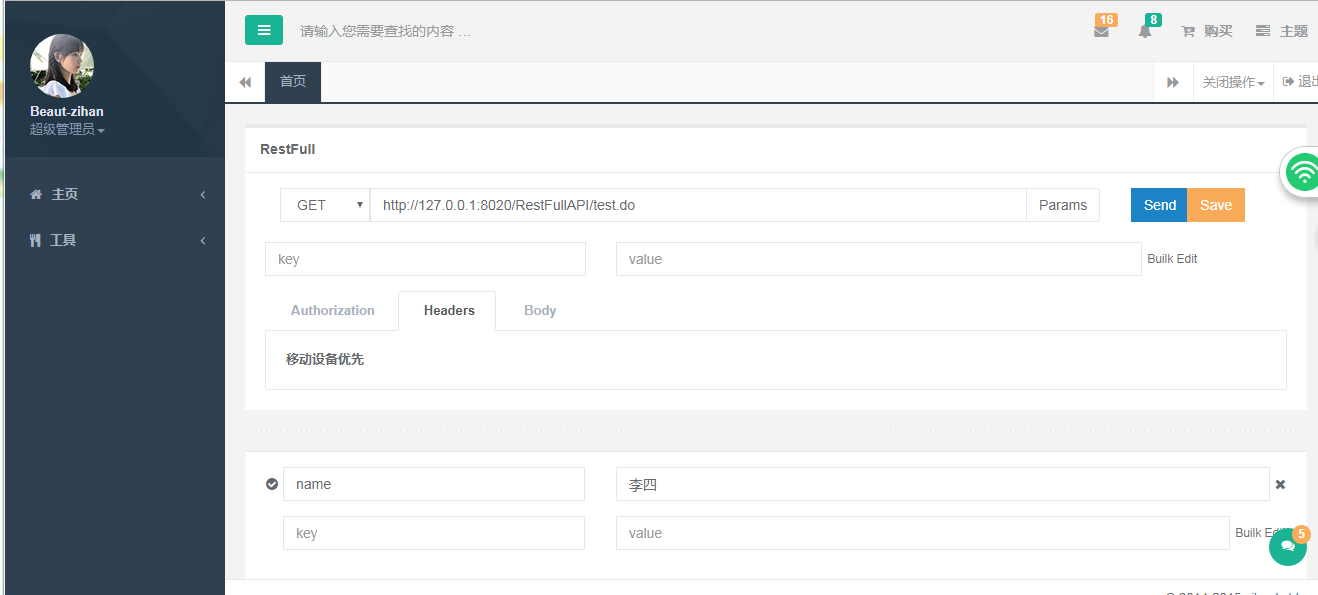 Beaut-zihan
超级管理员
主页
工具
请输入您需要查找的内容 …
16
8
购买
主题
首页
关闭操作
退出
RestFull
GET
http://127.0.0.1:8020/RestFullAPI/test.do
Params
Send
Save
key
value
Builk Edit
Authorization
Headers
Body
移动设备优先
name
李四
key
value
Builk Edit
5